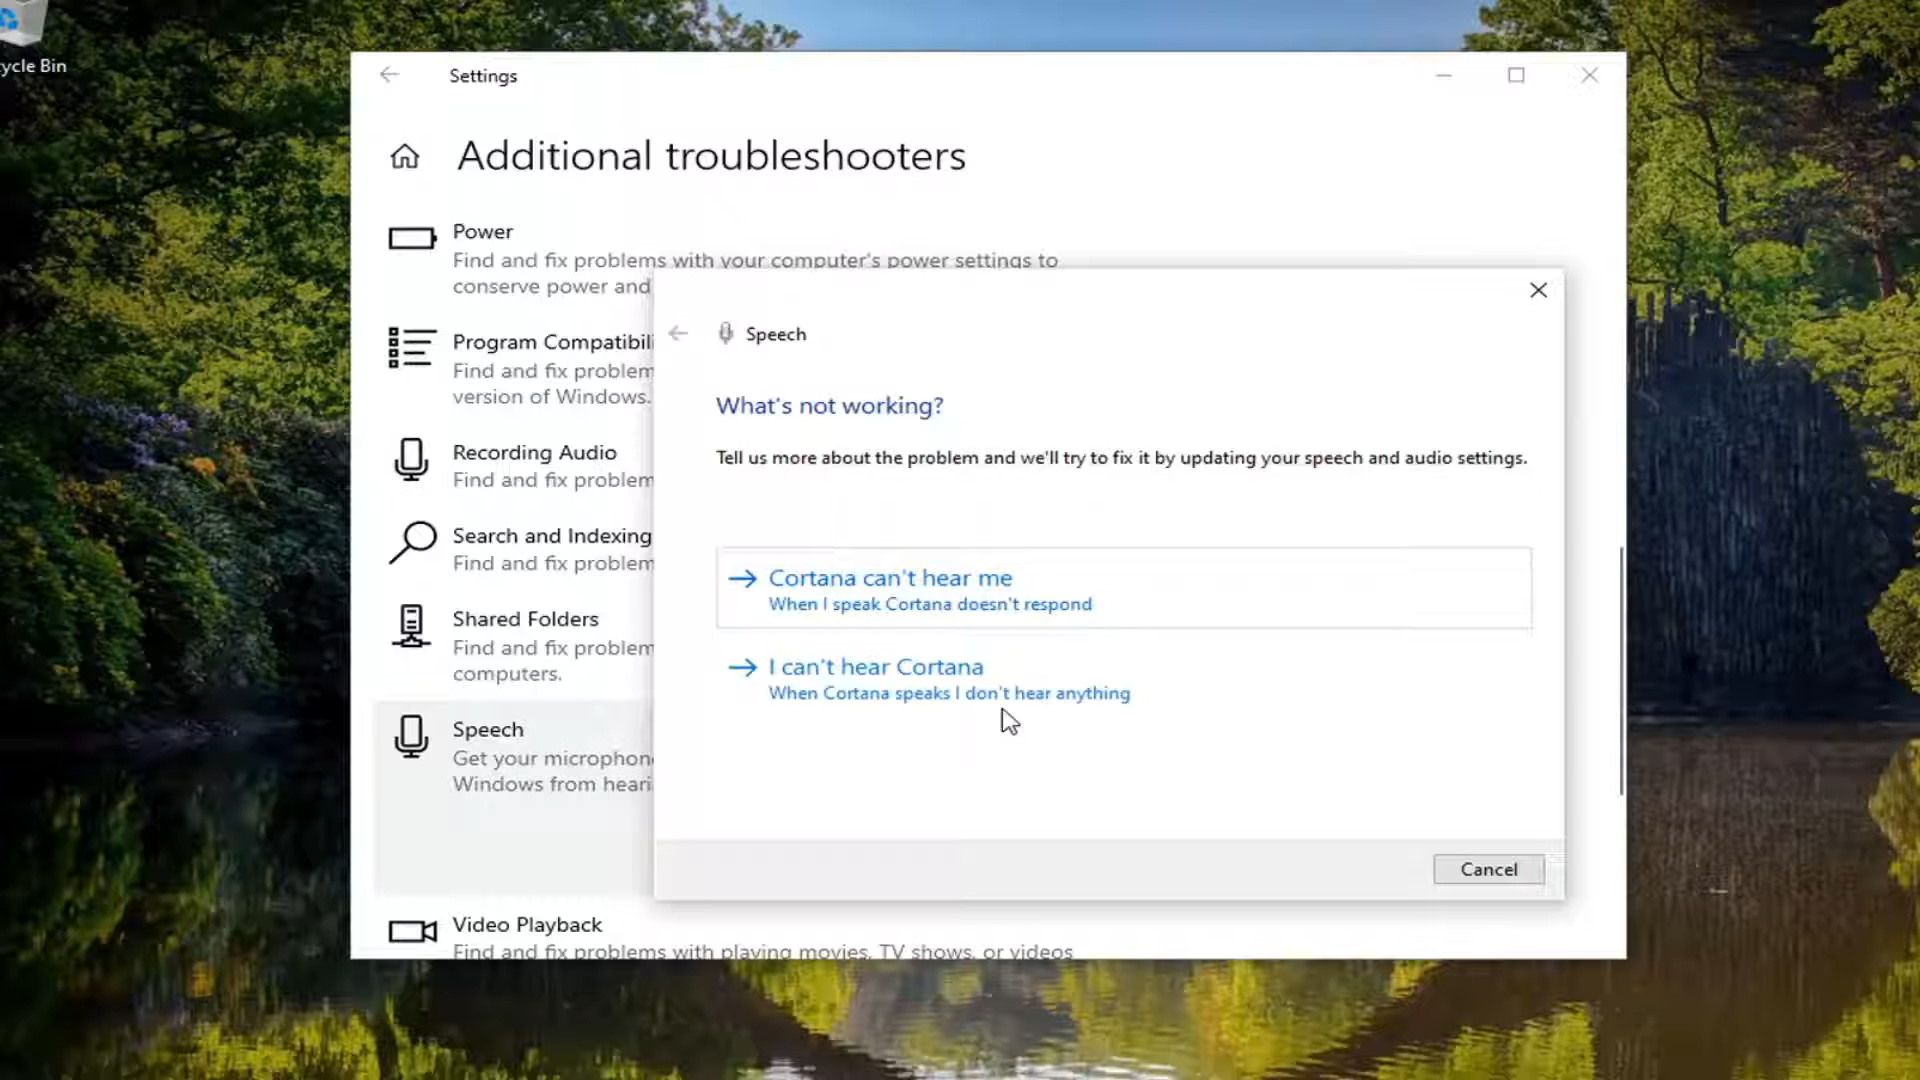 ycle Bin
Settings
Additional troubleshooters
Power
Find and fix problems with your computer's power settings to
conserve power and
Program Compatibili
Find and fix problem
version of Windows.
Recording Audio
Find and fix problem
Search and Indexing
Find and fix problem
Shared Folders
Find and fix problem
computers.
Speech
Get your microphon
Windows from heari
Video Playback
Find and fix problems with playing movies, TV shows, or videos
Speech
What's not working?
Tell us more about the problem and we'll try to fix it by updating your speech and audio settings.
Cortana can't hear me
When I speak Cortana doesn't respond
I can't hear Cortana
When Cortana speaks I don't hear anything
Cancel